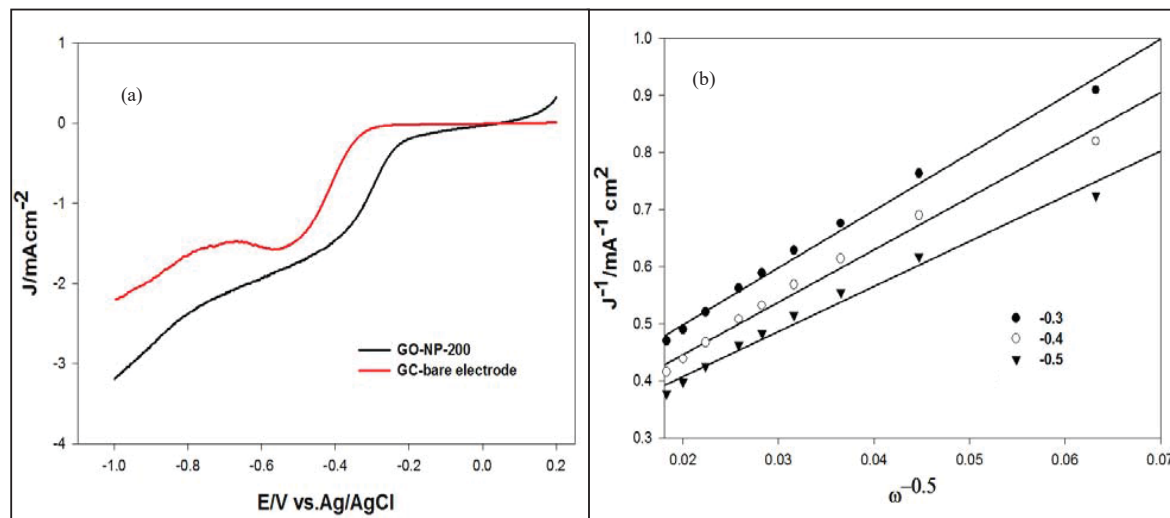 (a)
1
0
-1
-2
-3
-4
J/mAcm-2
GO-NP-200
GC-bare electrode
-1.0 -0.8 -0.6 -0.4 -0.2 0.0 0.2
E/V vs.Ag/AgCl
(b)
1.0
0.9
0.8
0.7
0.6
0.5
0.4
0.3
J-1/mA-1 cm2
-0.3
-0.4
-0.5
0.02 0.03 0.04 0.05 0.06 0.07
ω-0.5